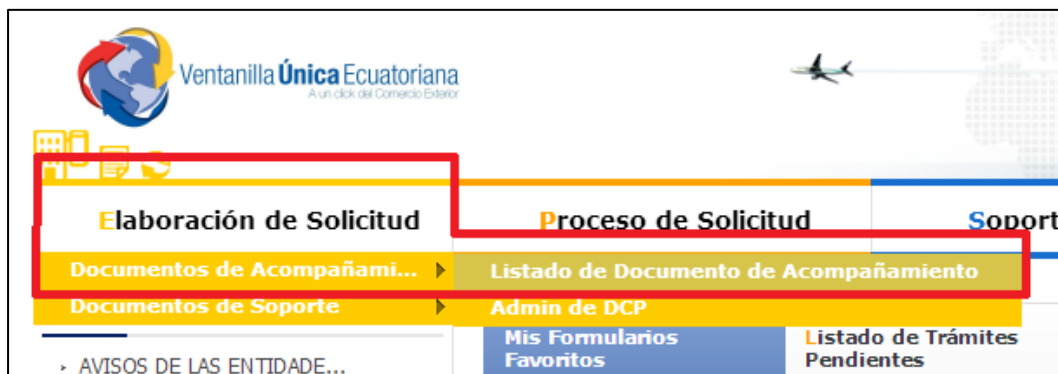 Ventanilla Única Ecuatoriana
A un click del Comercio Exterior
Elaboración de Solicitud
Proceso de Solicitud
Soport
Documentos de Acompañami...
Listado de Documento de Acompañamiento
Documentos de Soporte
Admin de DCP
Mis Formularios
Favoritos
Listado de Trámites
Pendientes
AVISOS DE LAS ENTIDADE...